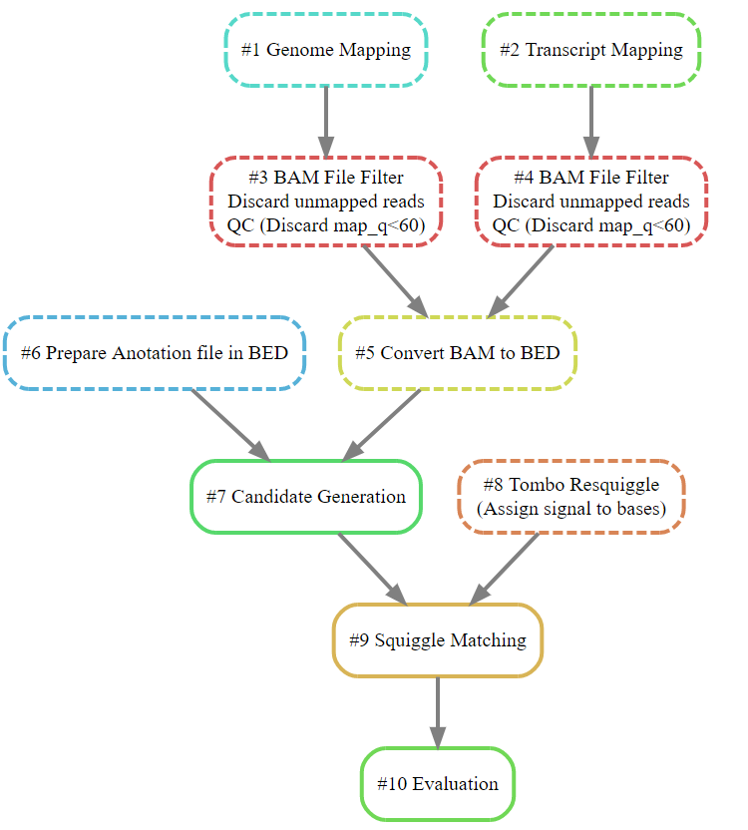 #1 Genome Mapping
#2 Transcript Mapping
#3 BAM File Filter
Discard unmapped reads
QC (Discard map_q<60)
#4 BAM File Filter
Discard unmapped reads
QC (Discard map_q<60)
#6 Prepare Anotation file in BED
#5 Convert BAM to BED
#7 Candidate Generation
#8 Tombo Resquiggle
(Assign signal to bases)
#9 Squiggle Matching
#10 Evaluation